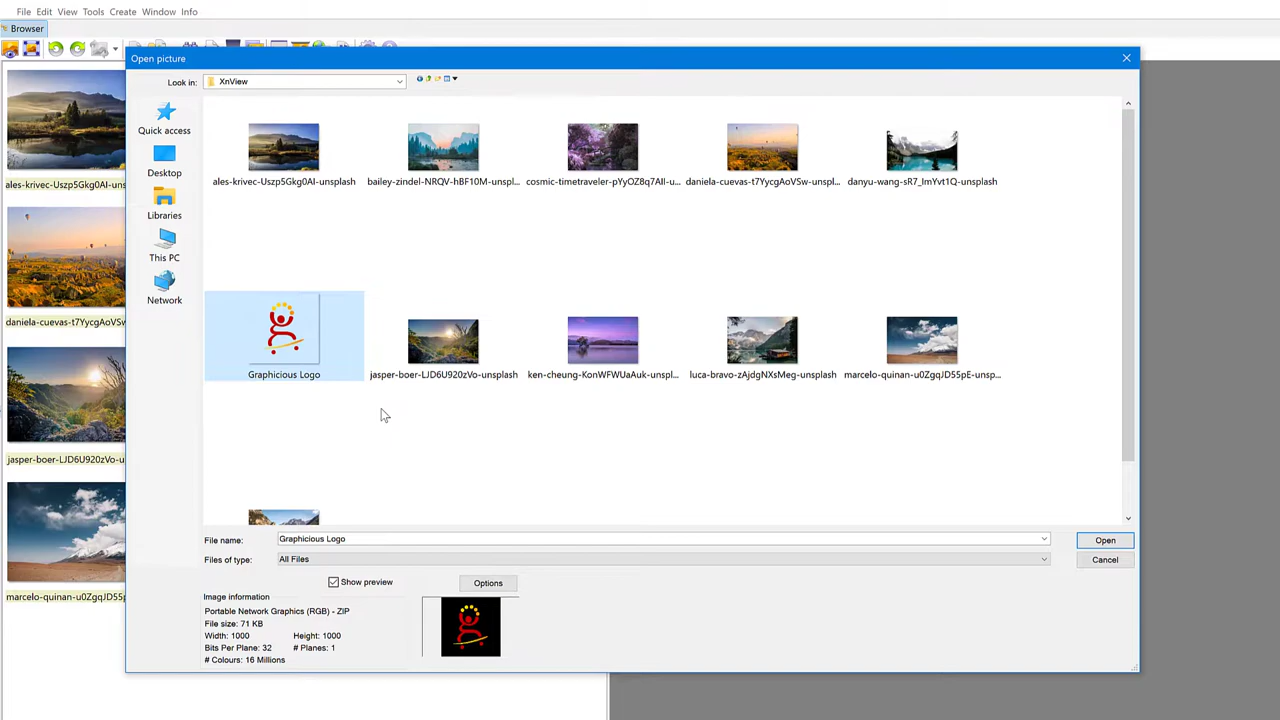 File Edit View Tools Create Window Info
Browser
Open picture
Look in: XnView
Quick access
Desktop
Libraries
This PC
Network
ales-krivec-Uszp5Gkg0AI-unsplash
bailey-zindel-NRQV-hBF10M-unspl...
cosmic-timetraveler-pYyOZ8q7AII-u...
daniela-cuevas-t7YycgAoVSw-unspl...
danyu-wang-sR7_ImYvt1Q-unsplash
Graphicious Logo
jasper-boer-LJD6U920zVo-unsplash
ken-cheung-KonWFWUaAuk-unspl...
luca-bravo-zAjdgNXsMeg-unsplash
marcelo-quinan-u0ZgqJD55pE-unsp...
ales-krivec-Uszp5Gkg0AI-uns
daniela-cuevas-t7YycgAoVSw
jasper-boer-LJD6U920zVo-u
marcelo-quinan-u0ZgqJD55p
File name: Graphicious Logo
Open
Files of type: All Files
Cancel
Show preview
Options
Image information
Portable Network Graphics (RGB) - ZIP
File size: 71 KB
Width: 1000 Height: 1000
Bits Per Plane: 32 # Planes: 1
# Colours: 16 Millions